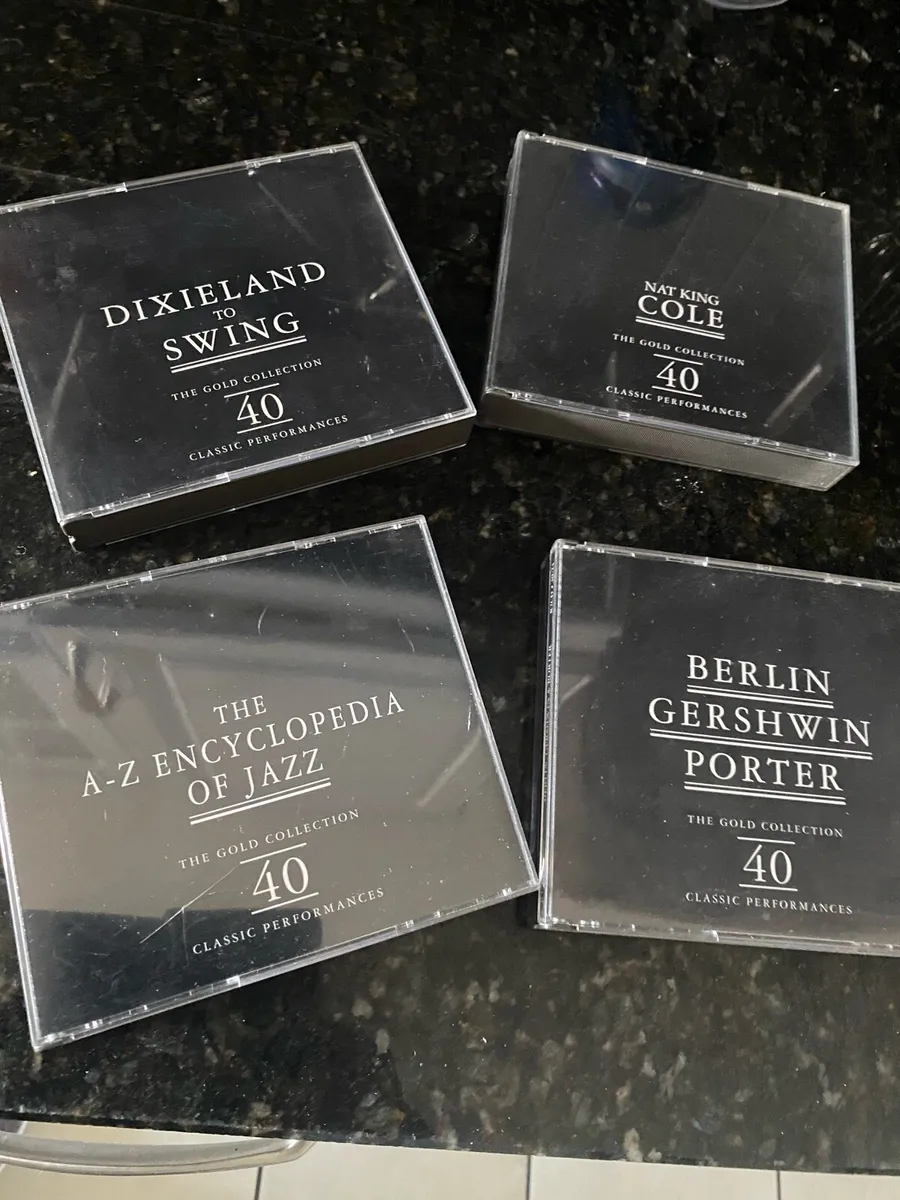 DIXIELAND
TO
SWING
THE GOLD COLLECTION
40
CLASSIC PERFORMANCES
NAT KING
COLE
THE GOLD COLLECTION
40
CLASSIC PERFORMANCES
THE
A-Z ENCYCLOPEDIA
OF JAZZ
THE GOLD COLLECTION
40
CLASSIC PERFORMANCES
BERLIN
GERSHWIN
PORTER
THE GOLD COLLECTION
40
CLASSIC PERFORMANCES